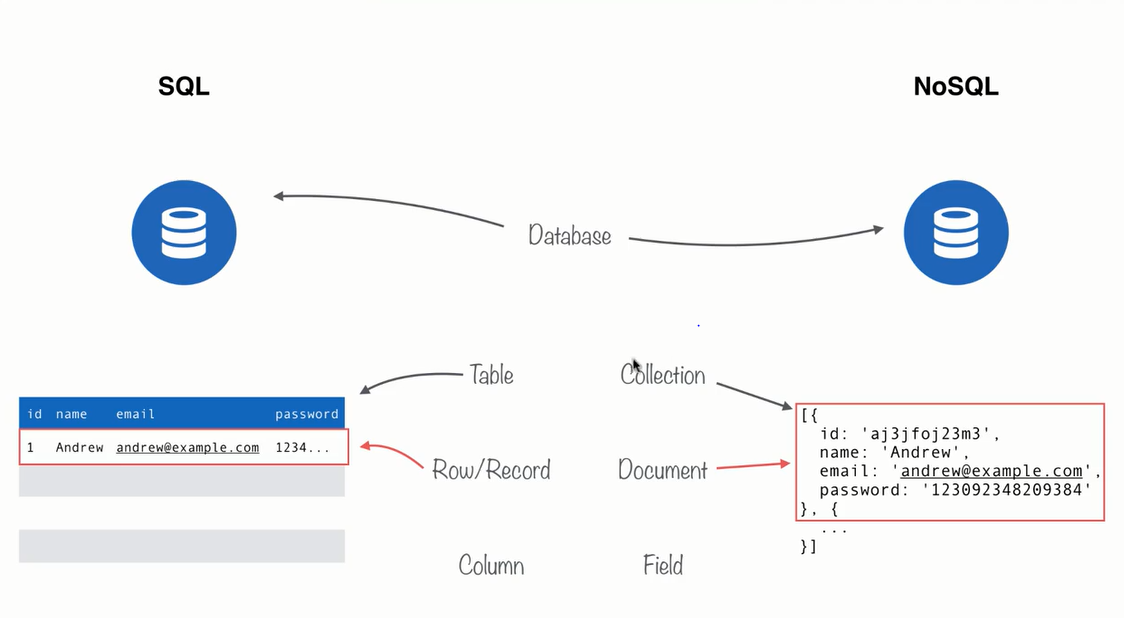 SQL
NoSQL
Database
Table
Collection
id name email password
1 Andrew andrew@example.com 1234...
Row/Record
Document
[{
id: 'aj3jfoj23m3',
name: 'Andrew',
email: 'andrew@example.com',
password: '123092348209384'
}, {
...
}]
Column
Field